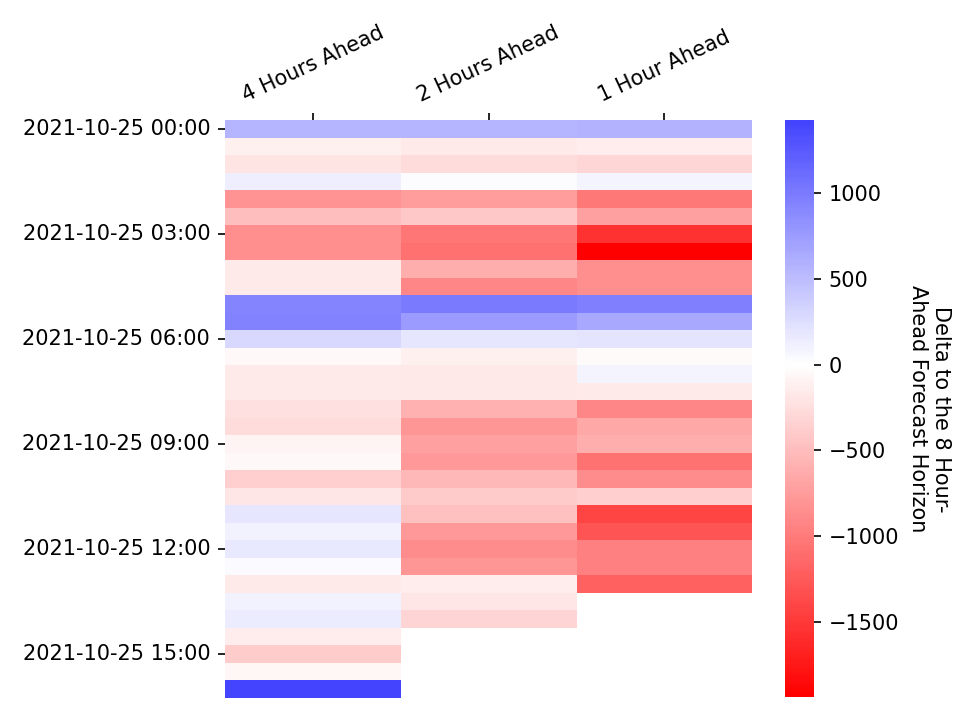 4 Hours Ahead
2 Hours Ahead
1 Hour Ahead
2021-10-25 00:00
2021-10-25 03:00
2021-10-25 06:00
2021-10-25 09:00
2021-10-25 12:00
2021-10-25 15:00
1000
500
0
−500
−1000
−1500
Delta to the 8 Hour-
Ahead Forecast Horizon